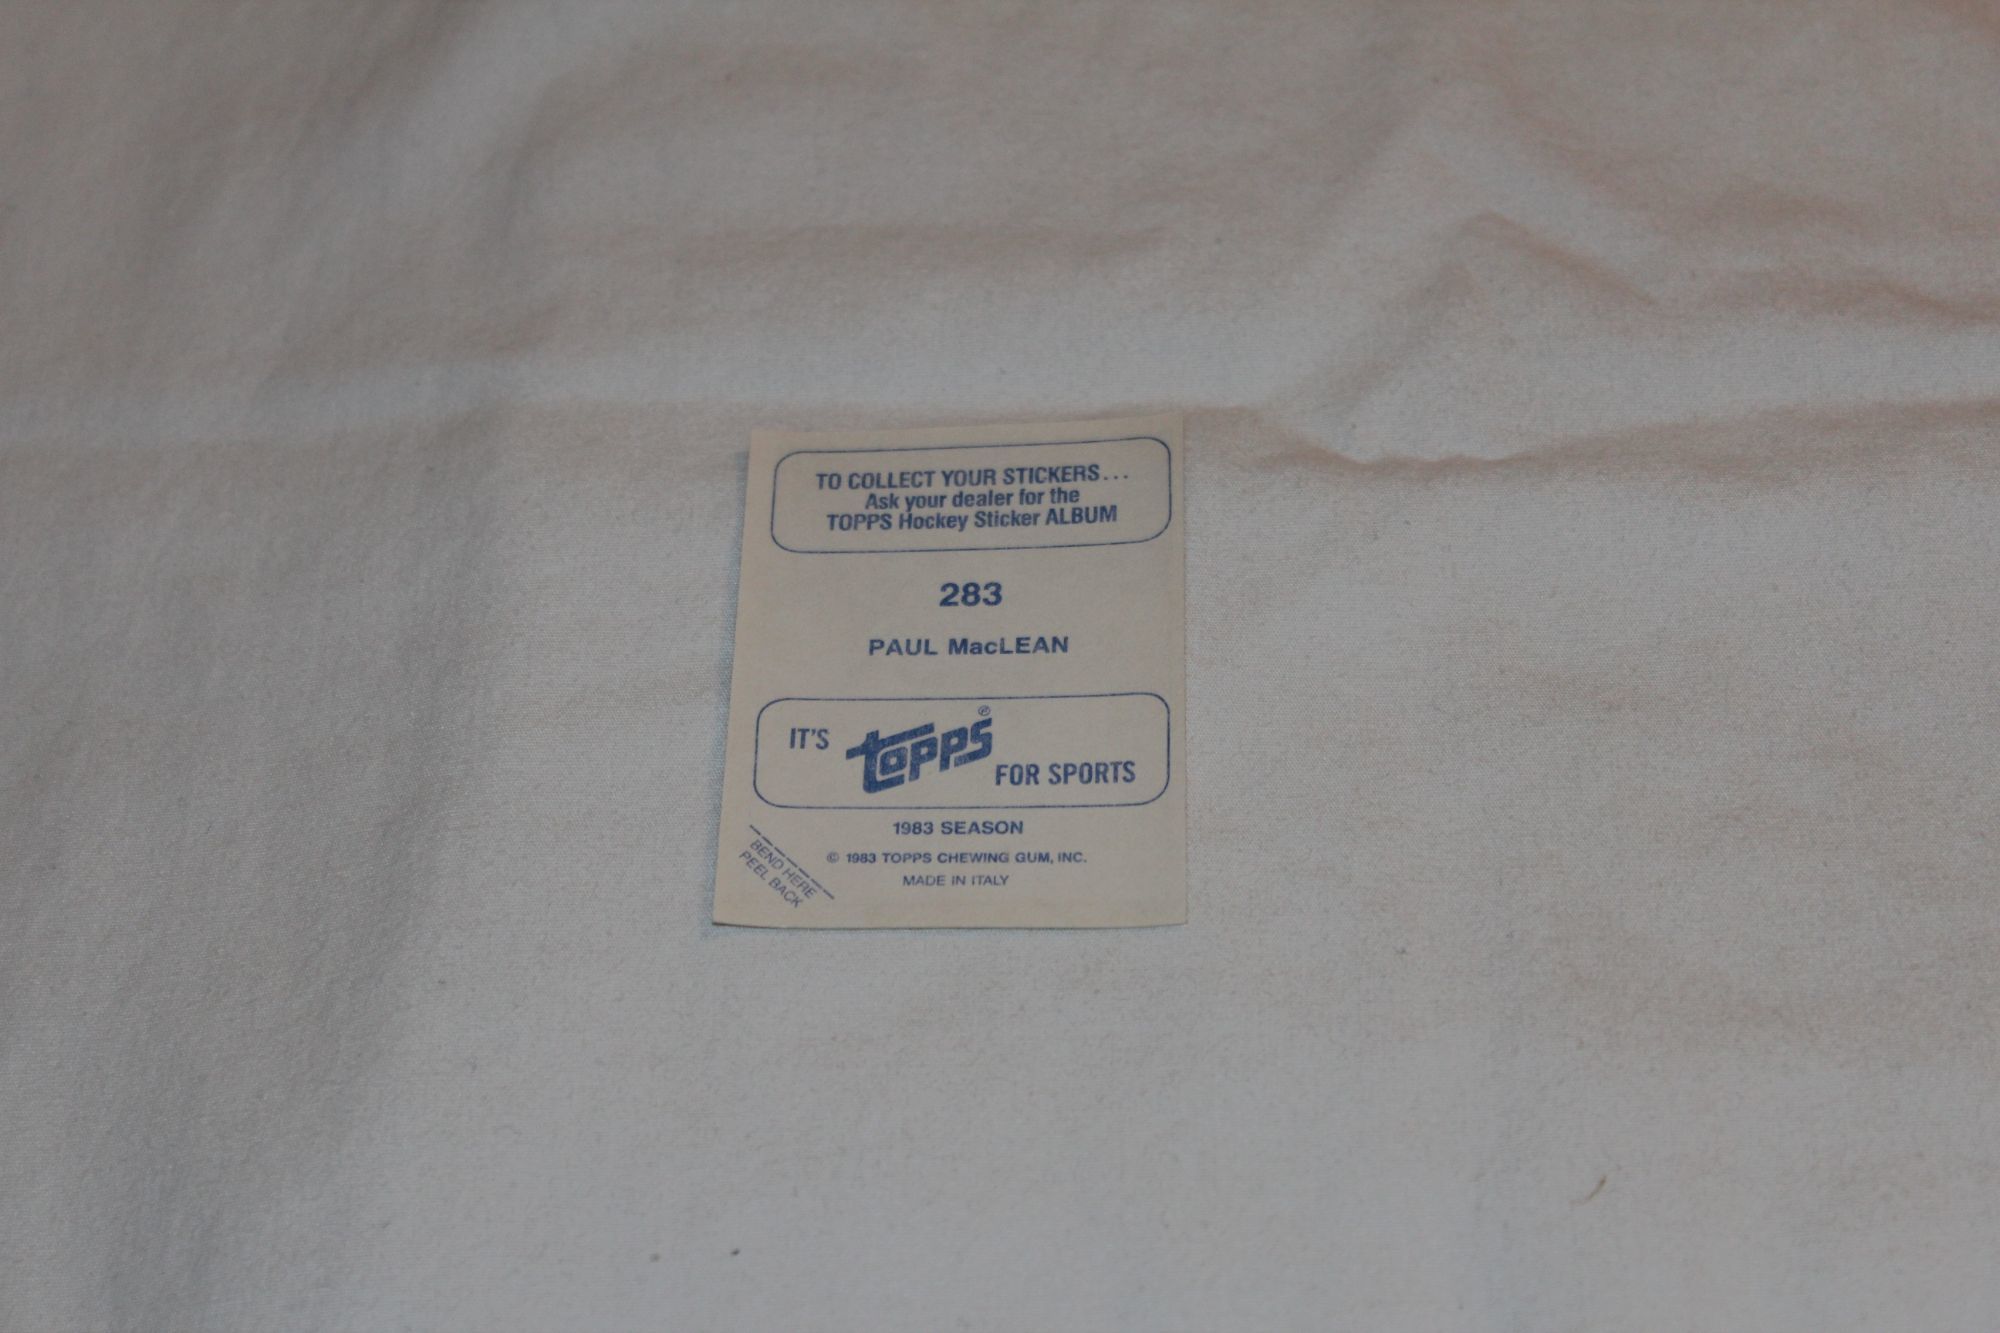 TO COLLECT YOUR STICKERS...
Ask your dealer for the
TOPPS Hockey Sticker ALBUM
283
PAUL MacLEAN
IT'S topps® FOR SPORTS
1983 SEASON
© 1983 TOPPS CHEWING GUM, INC.
MADE IN ITALY
BEND HERE
PEEL BACK